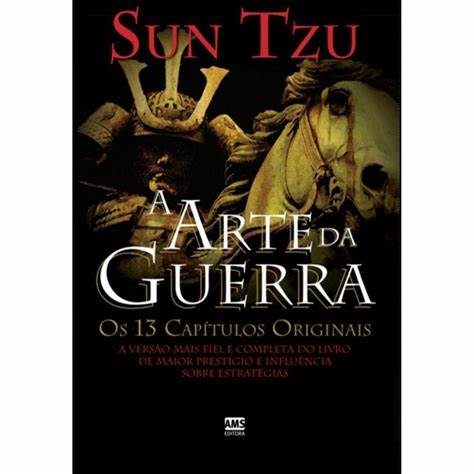 SUN TZU
A ARTE DA
GUERRA
OS 13 CAPÍTULOS ORIGINAIS
A VERSÃO MAIS FIEL E COMPLETA DO LIVRO
DE MAIOR PRESTÍGIO E INFLUÊNCIA
SOBRE ESTRATÉGIAS
AMS
EDITORA